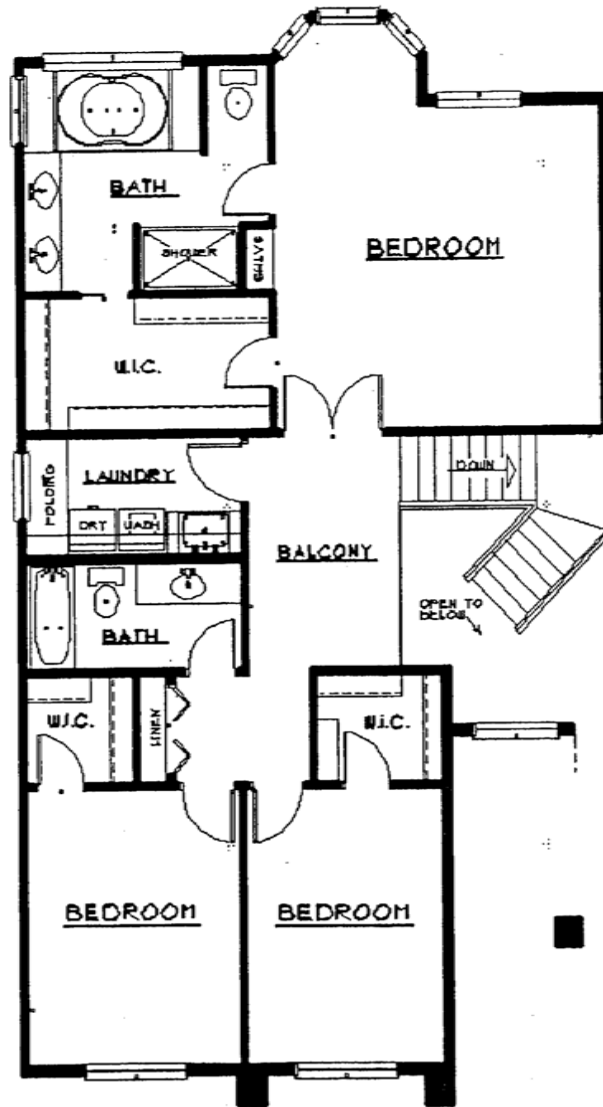 BATH
SHOWER
SHLVS
BEDROOM
W.I.C.
LAUNDRY
FOLDING
DRY
WASH
DOWN
BALCONY
OPEN TO
BELOW
BATH
W.I.C.
LINEN
W.I.C.
BEDROOM
BEDROOM